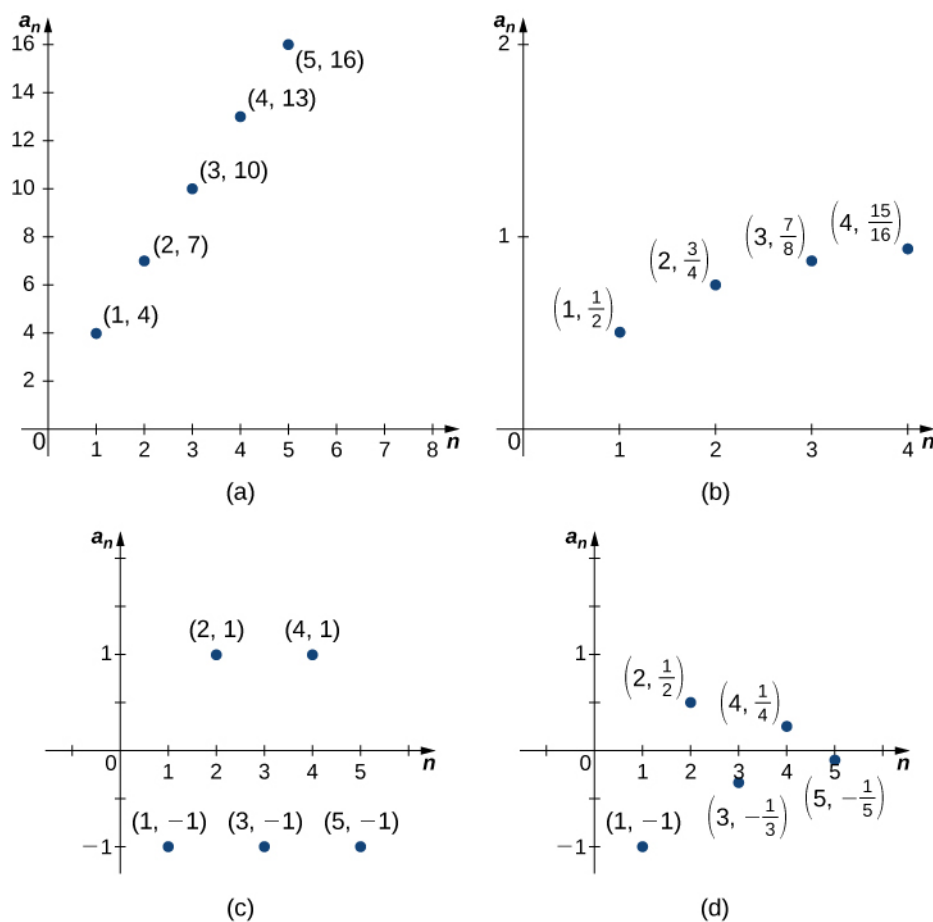 aₙ
16
(5, 16)
14
(4, 13)
12
(3, 10)
10
8
(2, 7)
6
(1, 4)
4
2
0 1 2 3 4 5 6 7 8 n
(a)
aₙ
2
1
(1, 1/2)
(2, 3/4)
(3, 7/8)
(4, 15/16)
0 1 2 3 4 n
(b)
aₙ
(2, 1) (4, 1)
1
0 1 2 3 4 5 n
(1, −1) (3, −1) (5, −1)
−1
(c)
aₙ
1
(2, 1/2)
(4, 1/4)
0 1 2 3 4 5 n
(1, −1)
(3, −1/3)
(5, −1/5)
−1
(d)